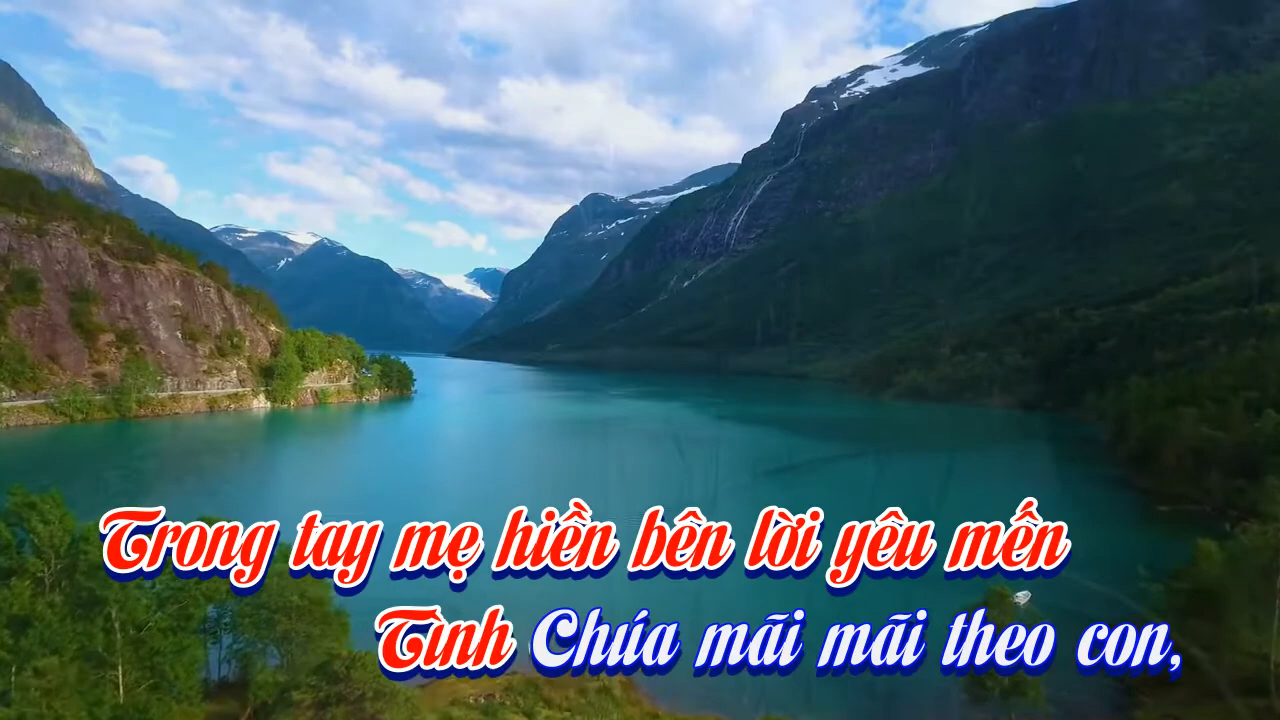 Trong tay mẹ hiền bên lời yêu mến
Tình Chúa mãi mãi theo con,